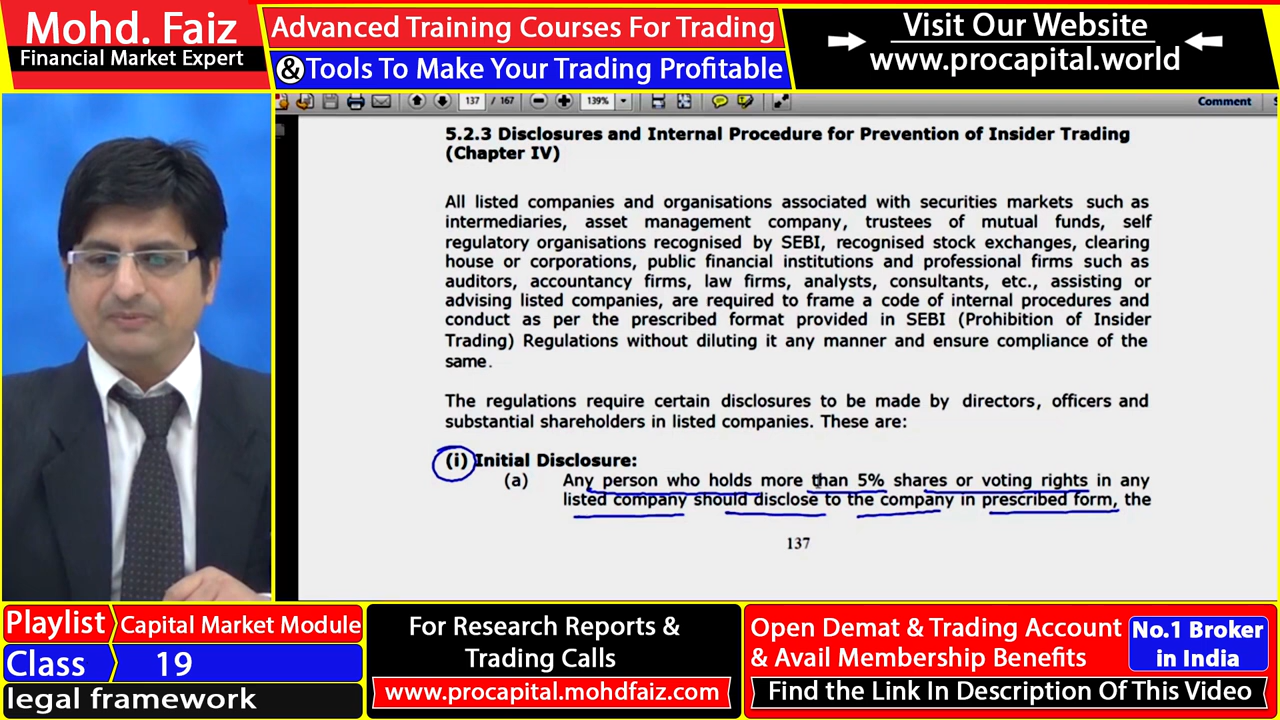 Mohd. Faiz
Financial Market Expert
Advanced Training Courses For Trading
& Tools To Make Your Trading Profitable
Visit Our Website
www.procapital.world
137 / 167
139%
Comment
5.2.3 Disclosures and Internal Procedure for Prevention of Insider Trading
(Chapter IV)
All listed companies and organisations associated with securities markets such as
intermediaries, asset management company, trustees of mutual funds, self
regulatory organisations recognised by SEBI, recognised stock exchanges, clearing
house or corporations, public financial institutions and professional firms such as
auditors, accountancy firms, law firms, analysts, consultants, etc., assisting or
advising listed companies, are required to frame a code of internal procedures and
conduct as per the prescribed format provided in SEBI (Prohibition of Insider
Trading) Regulations without diluting it any manner and ensure compliance of the
same.
The regulations require certain disclosures to be made by directors, officers and
substantial shareholders in listed companies. These are:
(i) Initial Disclosure:
(a) Any person who holds more than 5% shares or voting rights in any
listed company should disclose to the company in prescribed form, the
137
Playlist Capital Market Module
Class 19
legal framework
For Research Reports &
Trading Calls
www.procapital.mohdfaiz.com
Open Demat & Trading Account
& Avail Membership Benefits
No.1 Broker
in India
Find the Link In Description Of This Video